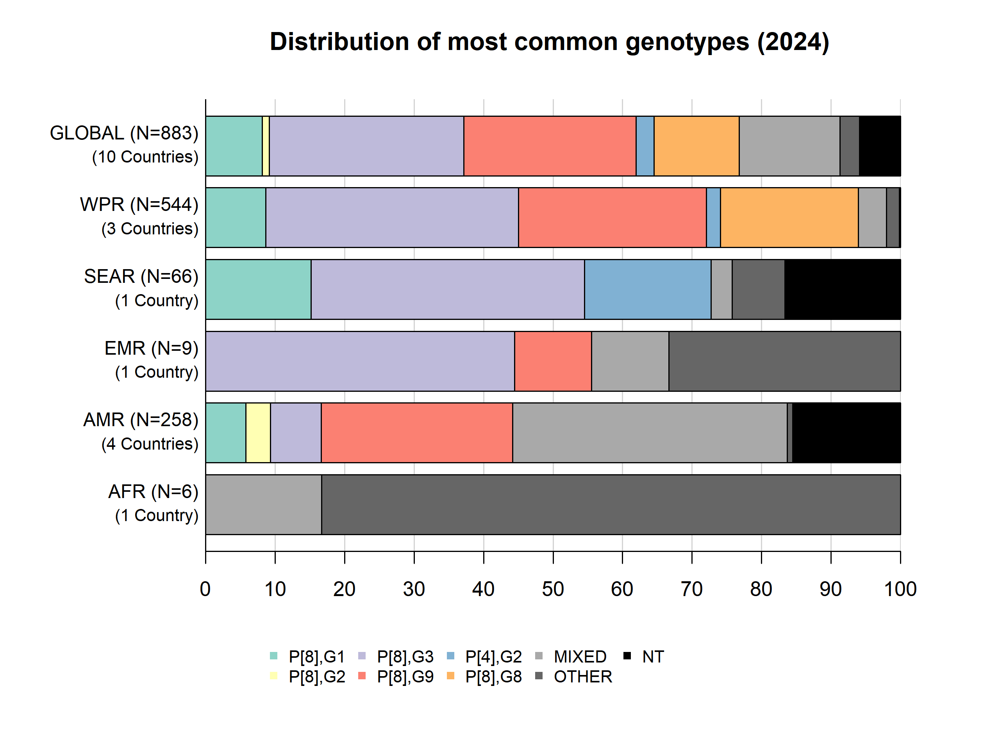 Distribution of most common genotypes (2024)
GLOBAL (N=883)
(10 Countries)
WPR (N=544)
(3 Countries)
SEAR (N=66)
(1 Country)
EMR (N=9)
(1 Country)
AMR (N=258)
(4 Countries)
AFR (N=6)
(1 Country)
0 10 20 30 40 50 60 70 80 90 100
P[8],G1 P[8],G3 P[4],G2 MIXED NT
P[8],G2 P[8],G9 P[8],G8 OTHER